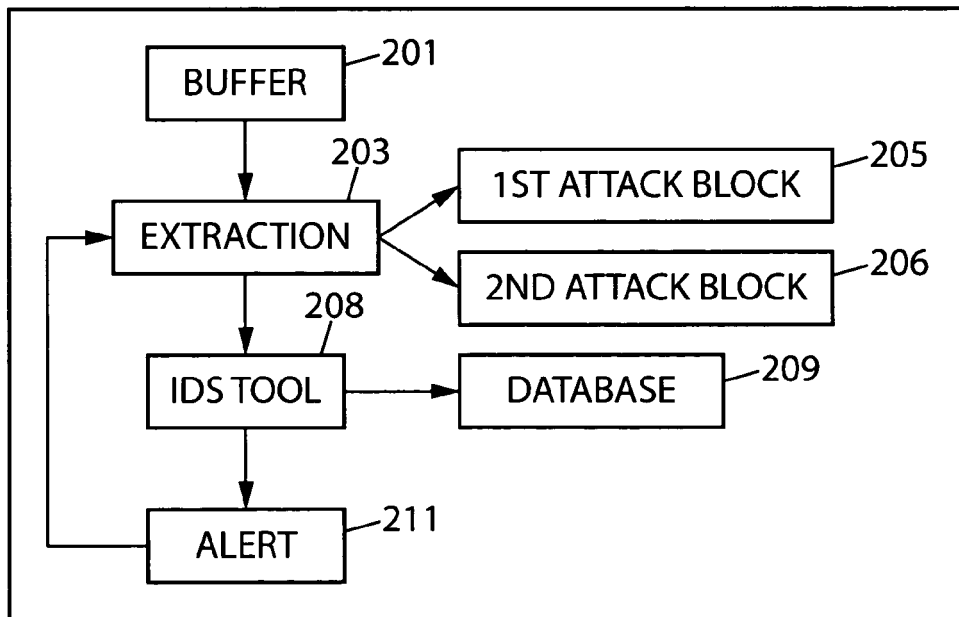 BUFFER
201
EXTRACTION
203
1ST ATTACK BLOCK
205
2ND ATTACK BLOCK
206
IDS TOOL
208
DATABASE
209
ALERT
211